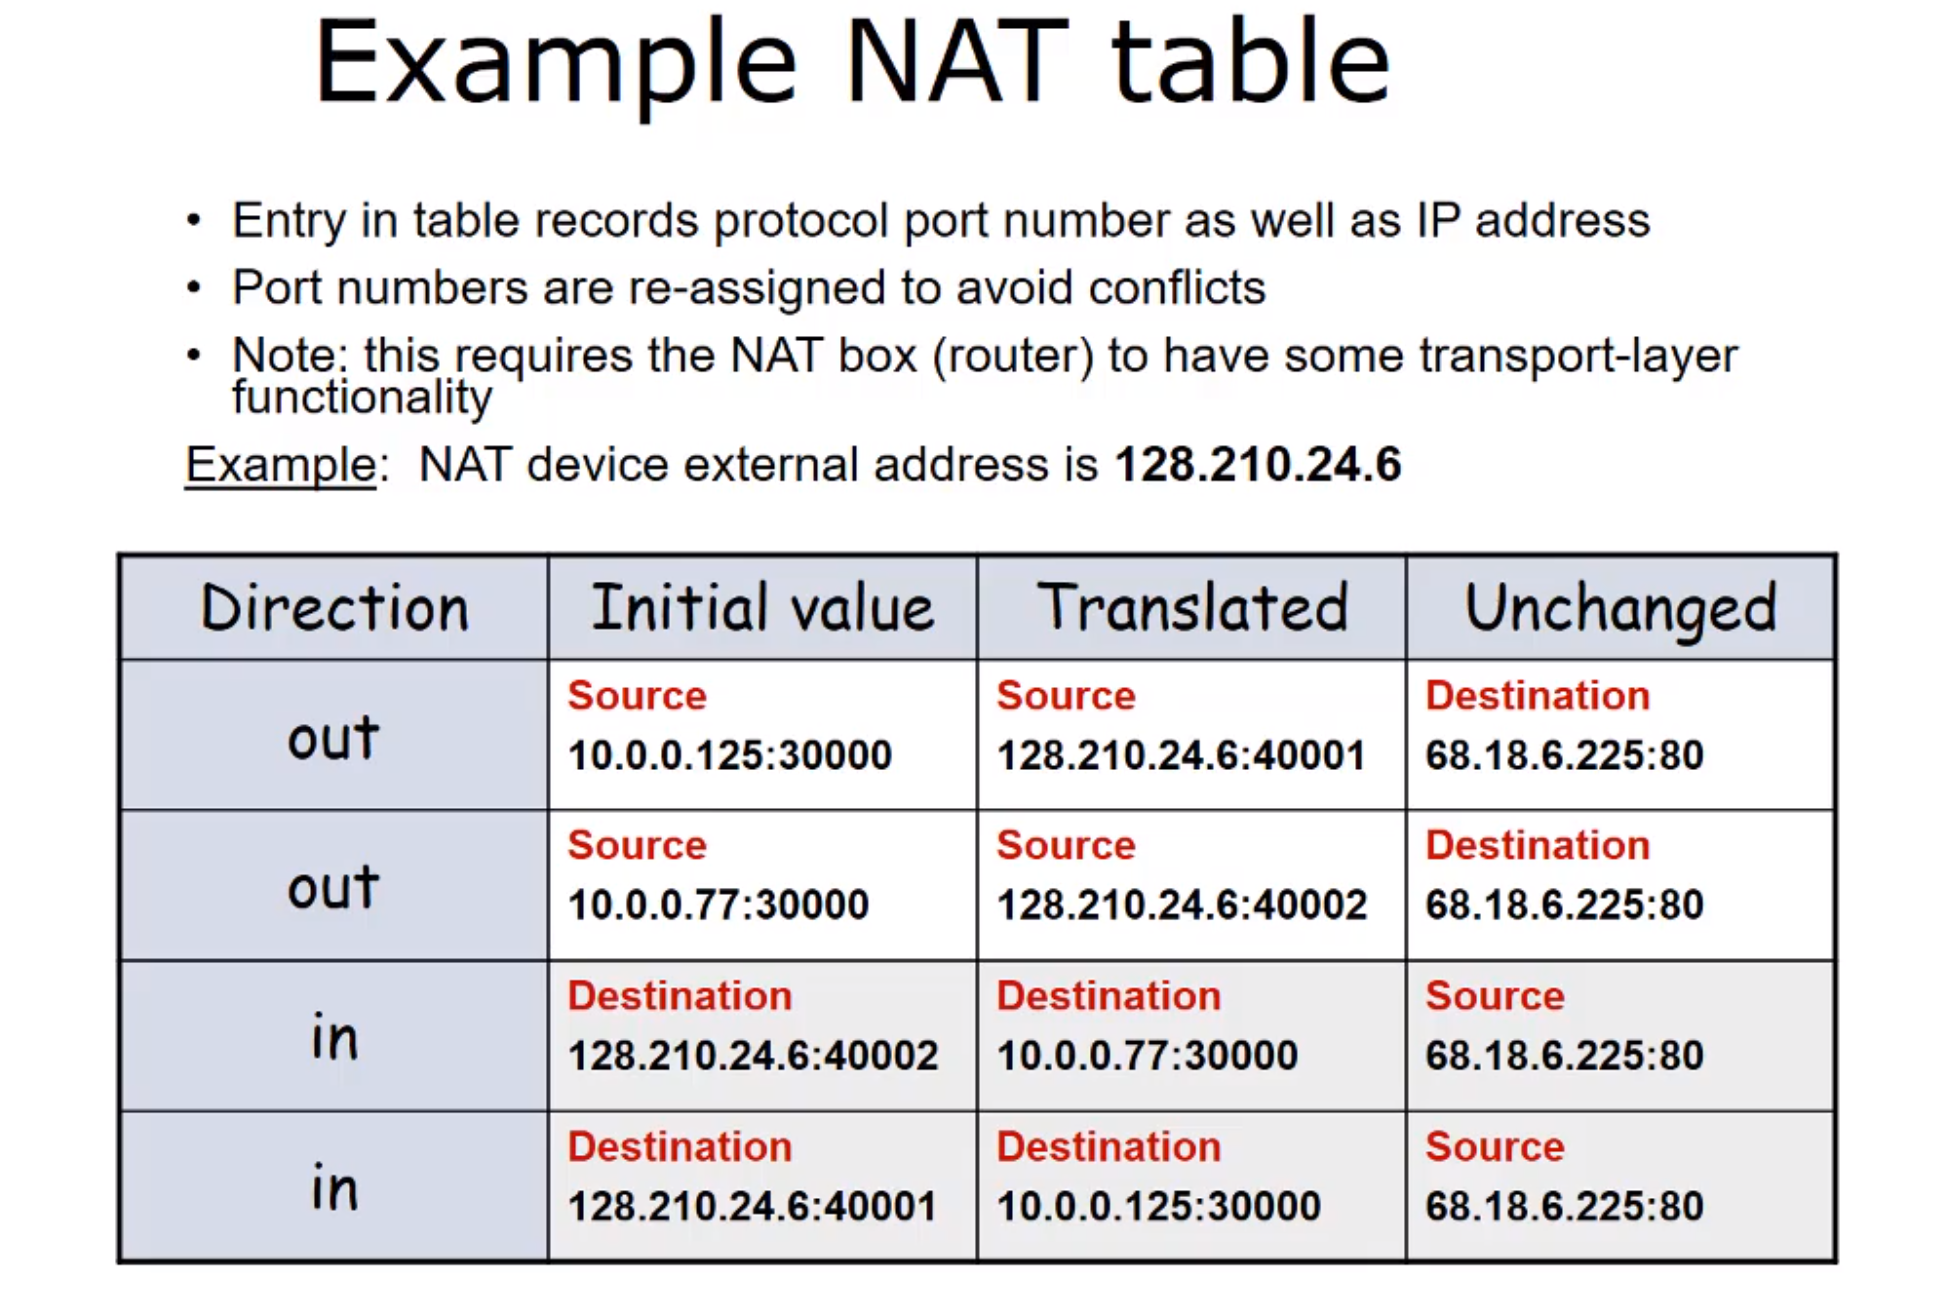 Example NAT table
• Entry in table records protocol port number as well as IP address
• Port numbers are re-assigned to avoid conflicts
• Note: this requires the NAT box (router) to have some transport-layer
functionality
Example: NAT device external address is 128.210.24.6
Direction Initial value Translated Unchanged
out
Source
10.0.0.125:30000
Source
128.210.24.6:40001
Destination
68.18.6.225:80
out
Source
10.0.0.77:30000
Source
128.210.24.6:40002
Destination
68.18.6.225:80
in
Destination
128.210.24.6:40002
Destination
10.0.0.77:30000
Source
68.18.6.225:80
in
Destination
128.210.24.6:40001
Destination
10.0.0.125:30000
Source
68.18.6.225:80